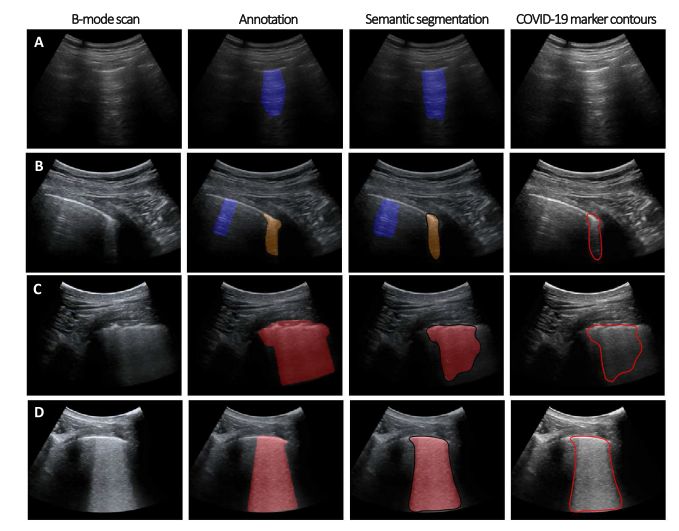 B-mode scan Annotation Semantic segmentation COVID-19 marker contours
A
B
C
D